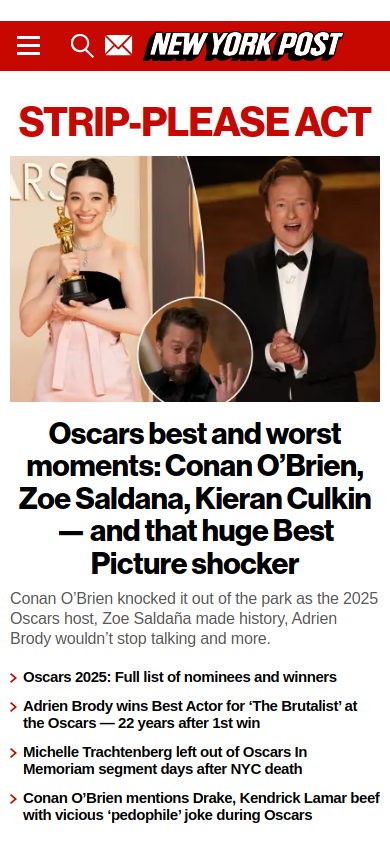 NEW YORK POST
STRIP-PLEASE ACT
ARS
Oscars best and worst
moments: Conan O’Brien,
Zoe Saldana, Kieran Culkin
— and that huge Best
Picture shocker
Conan O’Brien knocked it out of the park as the 2025
Oscars host, Zoe Saldaña made history, Adrien
Brody wouldn’t stop talking and more.
Oscars 2025: Full list of nominees and winners
Adrien Brody wins Best Actor for ‘The Brutalist’ at
the Oscars — 22 years after 1st win
Michelle Trachtenberg left out of Oscars In
Memoriam segment days after NYC death
Conan O’Brien mentions Drake, Kendrick Lamar beef
with vicious ‘pedophile’ joke during Oscars